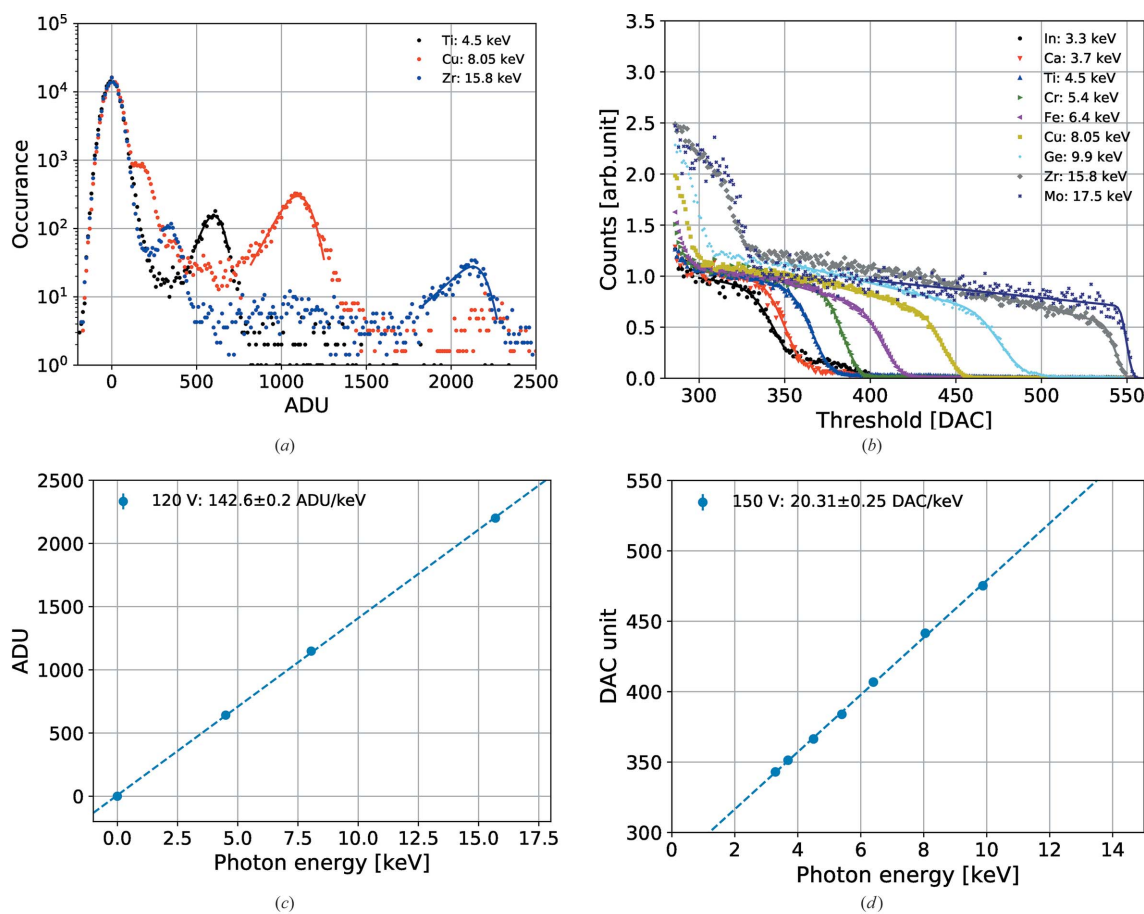 10^5
10^4
10^3
10^2
10^1
10^0
Occurance
Ti: 4.5 keV
Cu: 8.05 keV
Zr: 15.8 keV
0 500 1000 1500 2000 2500
ADU
(a)
3.5
3.0
2.5
2.0
1.5
1.0
0.5
0.0
Counts [arb.unit]
In: 3.3 keV
Ca: 3.7 keV
Ti: 4.5 keV
Cr: 5.4 keV
Fe: 6.4 keV
Cu: 8.05 keV
Ge: 9.9 keV
Zr: 15.8 keV
Mo: 17.5 keV
300 350 400 450 500 550
Threshold [DAC]
(b)
2500
2000
1500
1000
500
0
ADU
120 V: 142.6±0.2 ADU/keV
0.0 2.5 5.0 7.5 10.0 12.5 15.0 17.5
Photon energy [keV]
(c)
550
500
450
400
350
300
DAC unit
150 V: 20.31±0.25 DAC/keV
0 2 4 6 8 10 12 14
Photon energy [keV]
(d)